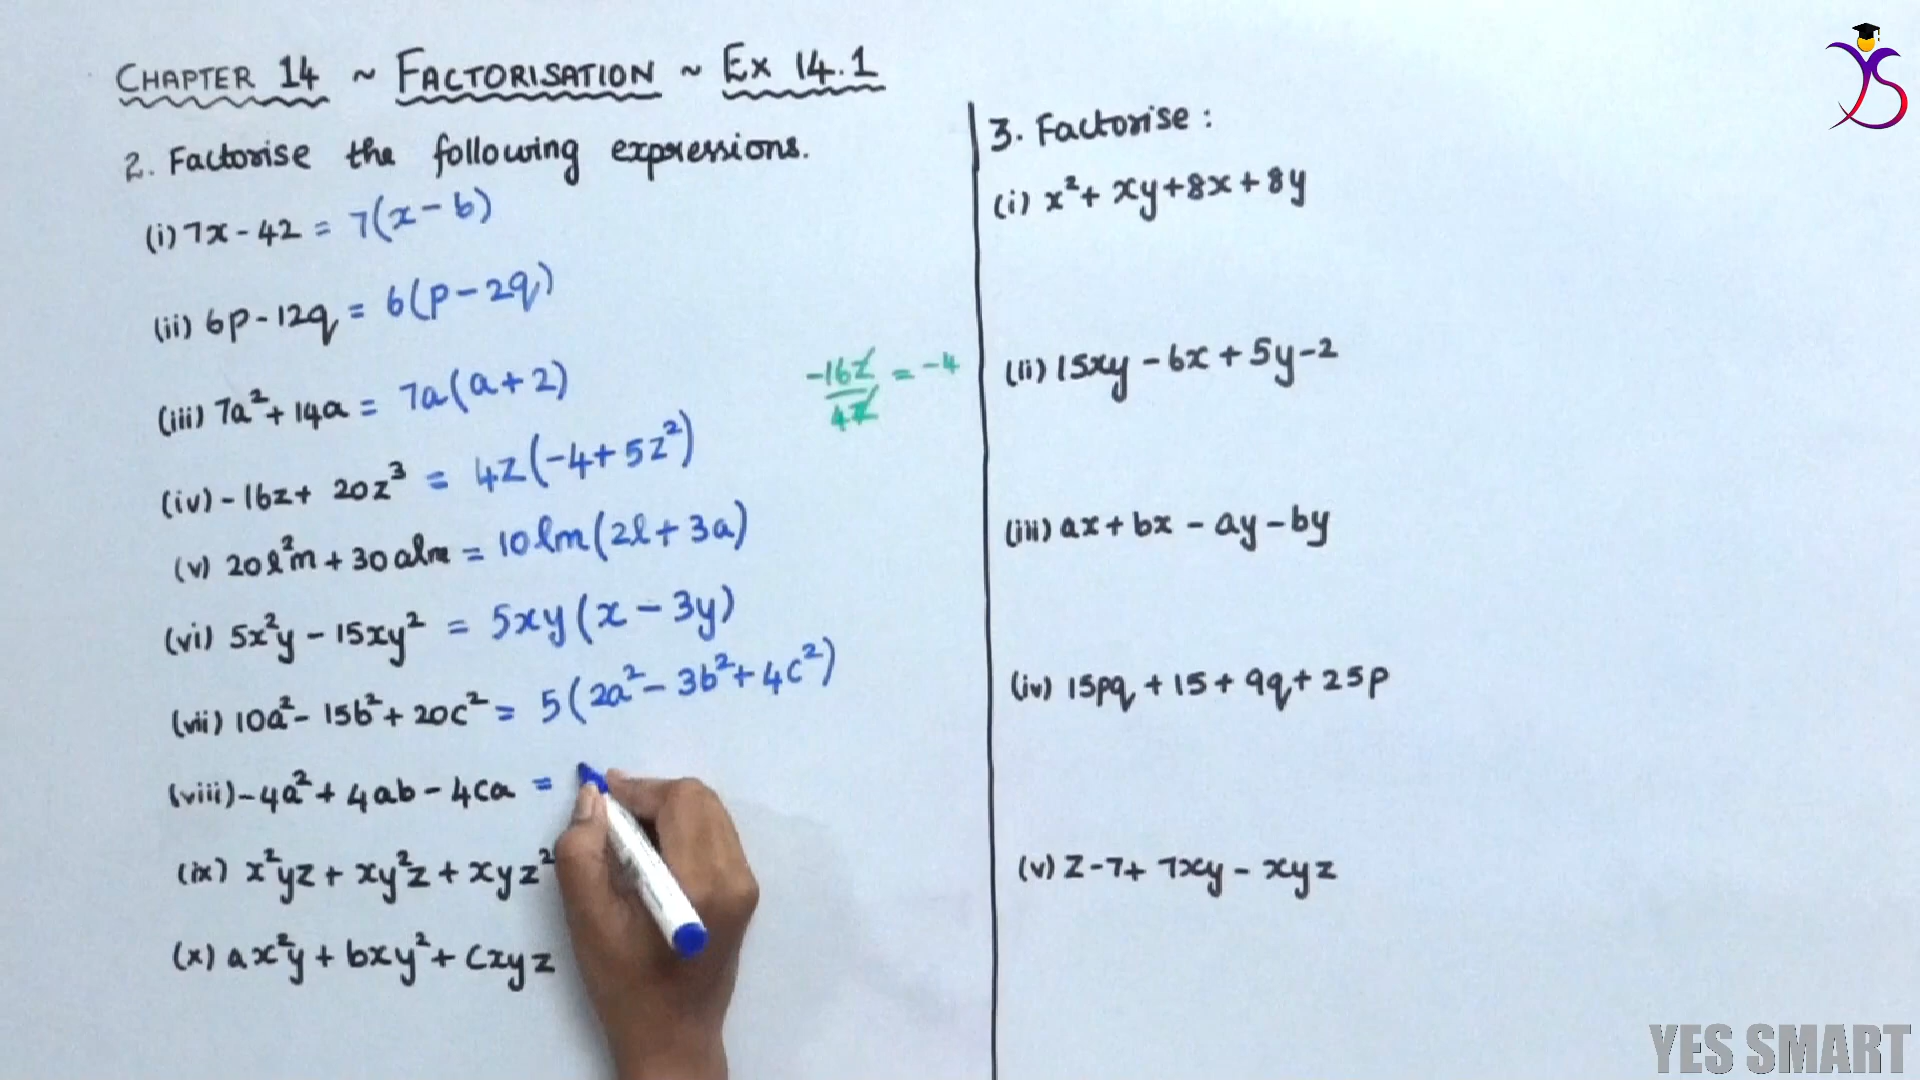 CHAPTER 14 ~ FACTORISATION ~ Ex 14.1
2. Factorise the following expressions.
(i) 7x - 42 = 7(x - 6)
(ii) 6p - 12q = 6(p - 2q)
(iii) 7a² + 14a = 7a(a + 2)
(iv) - 16z + 20z³ = 4z(-4 + 5z²)
-16z/4z = -4
(v) 20l²m + 30alm = 10lm(2l + 3a)
(vi) 5x²y - 15xy² = 5xy(x - 3y)
(vii) 10a² - 15b² + 20c² = 5(2a² - 3b² + 4c²)
(viii) -4a² + 4ab - 4ca =
(ix) x²yz + xy²z + xyz²
(x) ax²y + bxy² + Cxyz
3. Factorise :
(i) x² + xy + 8x + 8y
(ii) 15xy - 6x + 5y - 2
(iii) ax + bx - ay - by
(iv) 15pq + 15 + 9q + 25p
(v) z - 7 + 7xy - xyz
YS
YES SMART